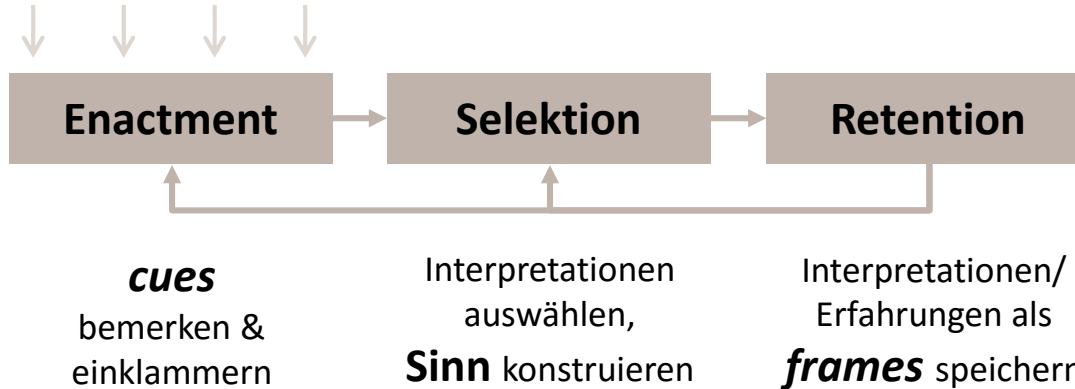 Enactment
Selektion
Retention
cues
bemerken &
einklammern
Interpretationen
auswählen,
Sinn konstruieren
Interpretationen/
Erfahrungen als
frames speichern